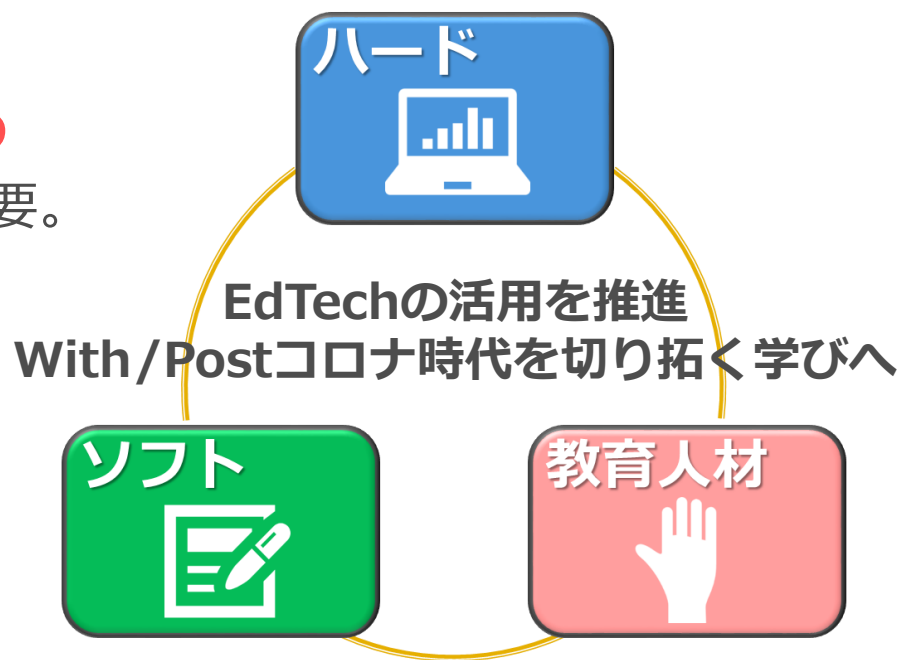 ハード
要。
EdTechの活用を推進
With/Postコロナ時代を切り拓く学びへ
ソフト
教育人材